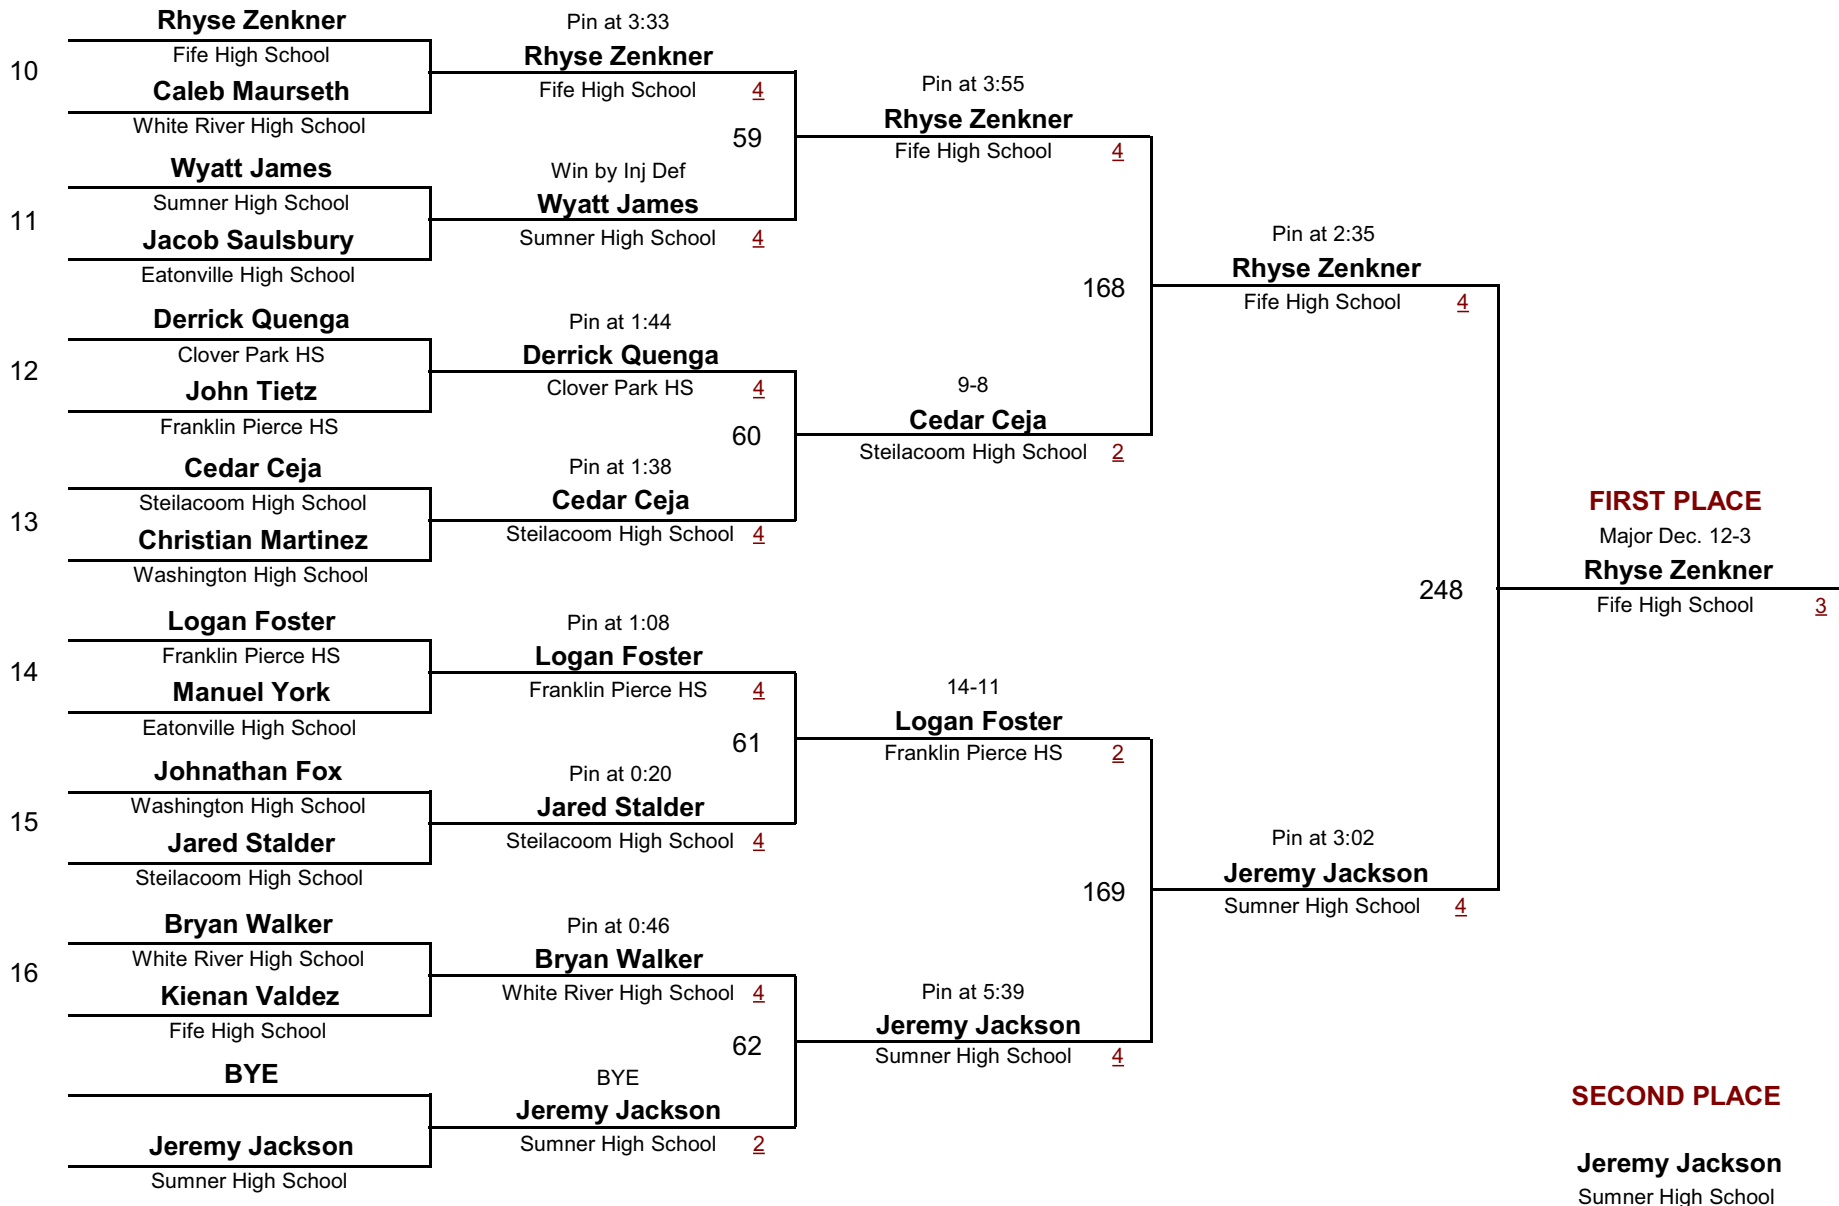 Rhyse Zenkner
Fife High School
10
Caleb Maurseth
White River High School
Wyatt James
Sumner High School
11
Jacob Saulsbury
Eatonville High School
Derrick Quenga
Clover Park HS
12
John Tietz
Franklin Pierce HS
Cedar Ceja
Steilacoom High School
13
Christian Martinez
Washington High School
Logan Foster
Franklin Pierce HS
14
Manuel York
Eatonville High School
Johnathan Fox
Washington High School
15
Jared Stalder
Steilacoom High School
Bryan Walker
White River High School
16
Kienan Valdez
Fife High School
BYE
Jeremy Jackson
Sumner High School
Pin at 3:33
Rhyse Zenkner
Fife High School 4
59
Win by Inj Def
Wyatt James
Sumner High School 4
Pin at 1:44
Derrick Quenga
Clover Park HS 4
60
Pin at 1:38
Cedar Ceja
Steilacoom High School 4
Pin at 1:08
Logan Foster
Franklin Pierce HS 4
61
Pin at 0:20
Jared Stalder
Steilacoom High School 4
Pin at 0:46
Bryan Walker
White River High School 4
62
BYE
Jeremy Jackson
Sumner High School 2
Pin at 3:55
Rhyse Zenkner
Fife High School 4
168
9-8
Cedar Ceja
Steilacoom High School 2
14-11
Logan Foster
Franklin Pierce HS 2
169
Pin at 5:39
Jeremy Jackson
Sumner High School 4
Pin at 2:35
Rhyse Zenkner
Fife High School 4
248
Pin at 3:02
Jeremy Jackson
Sumner High School 4
FIRST PLACE
Major Dec. 12-3
Rhyse Zenkner
Fife High School 3
SECOND PLACE
Jeremy Jackson
Sumner High School